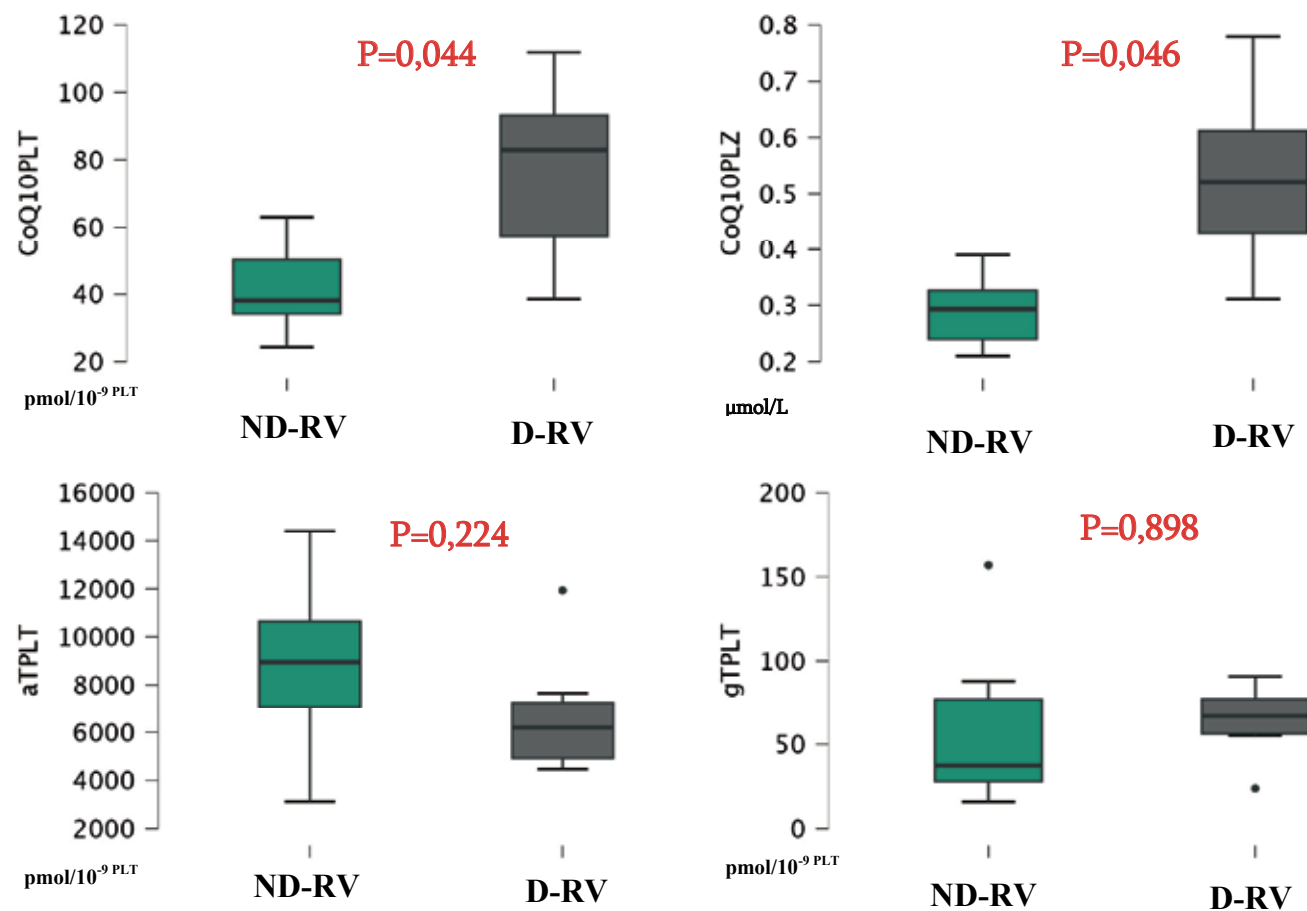 120
100
80
60
40
20
CoQ10PLT
P=0,044
pmol/10⁻⁹ ᴾᴸᵀ
ND-RV
D-RV
0.8
0.7
0.6
0.5
0.4
0.3
0.2
CoQ10PLZ
P=0,046
μmol/L
ND-RV
D-RV
16000
14000
12000
10000
8000
6000
4000
2000
aTPLT
P=0,224
pmol/10⁻⁹ ᴾᴸᵀ
ND-RV
D-RV
200
150
100
50
0
gTPLT
P=0,898
pmol/10⁻⁹ ᴾᴸᵀ
ND-RV
D-RV